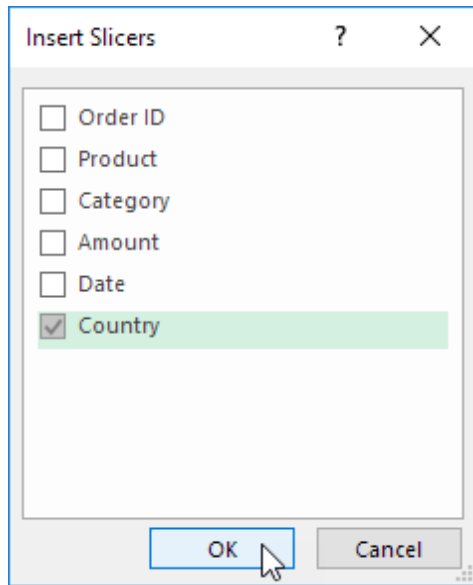 Insert Slicers ?
Order ID
Product
Category
Amount
Date
Country
OK Cancel